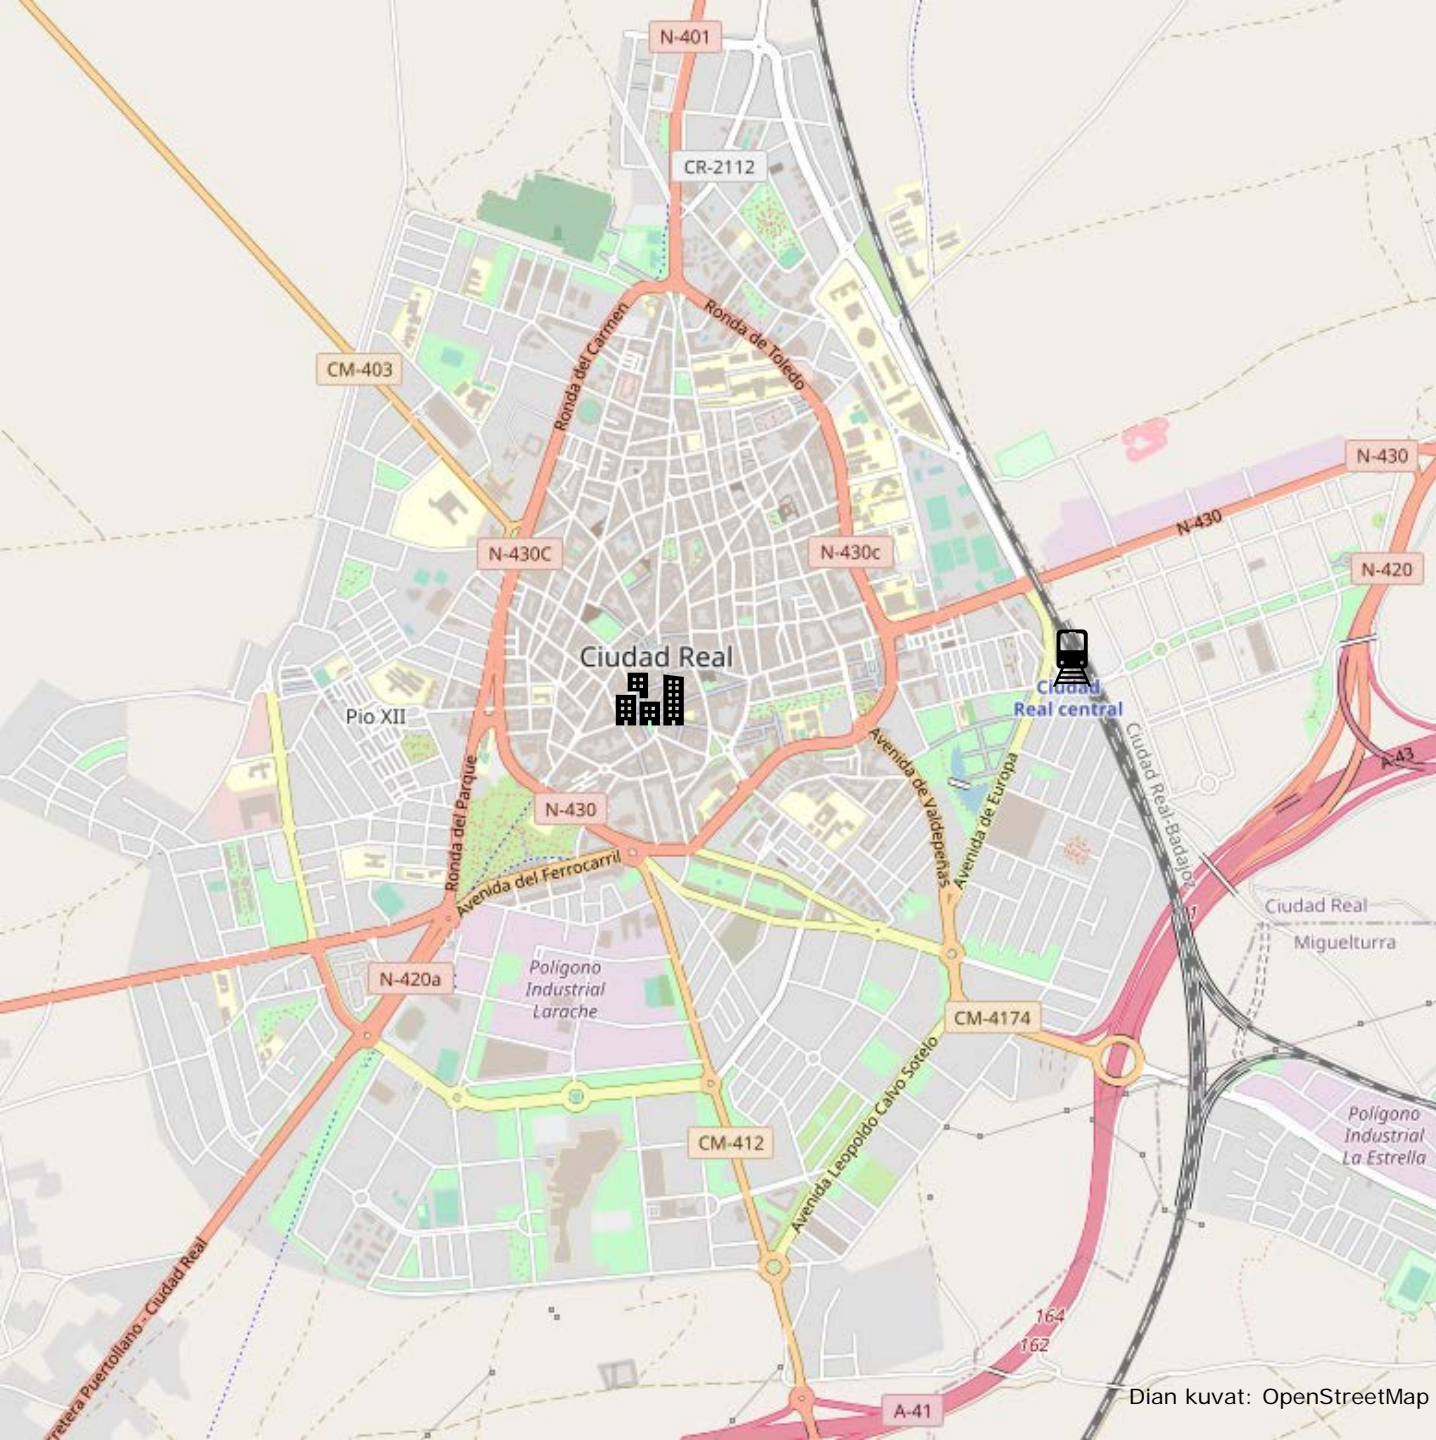 N-401
CR-2112
Ronda del Carmen
Ronda de Toledo
CM-403
N-430
N-430
N-430C
N-430c
N-420
Ciudad Real
Ciudad
Real central
Pio XII
Ciudad Real-Badajoz
A-43
Avenida de Valdepeñas
Avenida de Europa
Ronda del Parque
N-430
Avenida del Ferrocarril
1
Ciudad Real
Miguelturra
N-420a
Polígono
Industrial
Larache
CM-4174
Avenida Leopoldo Calvo Sotelo
CM-412
Polígono
Industrial
La Estrella
retera Puertollano - Ciudad Real
164
162
A-41
Dian kuvat: OpenStreetMap